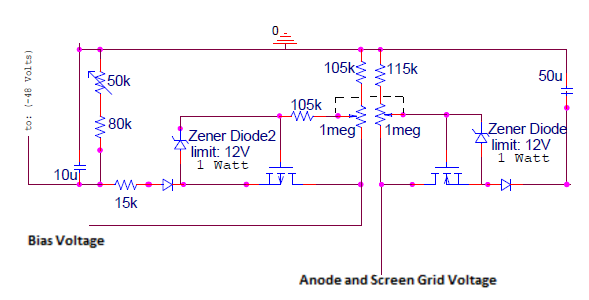 0
to: (-48 Volts)
50k
105k
115k
50u
80k
105k
Zener Diode2
limit: 12V
1 Watt
1meg
1meg
Zener Diode
limit: 12V
1 Watt
10u
15k
Bias Voltage
Anode and Screen Grid Voltage